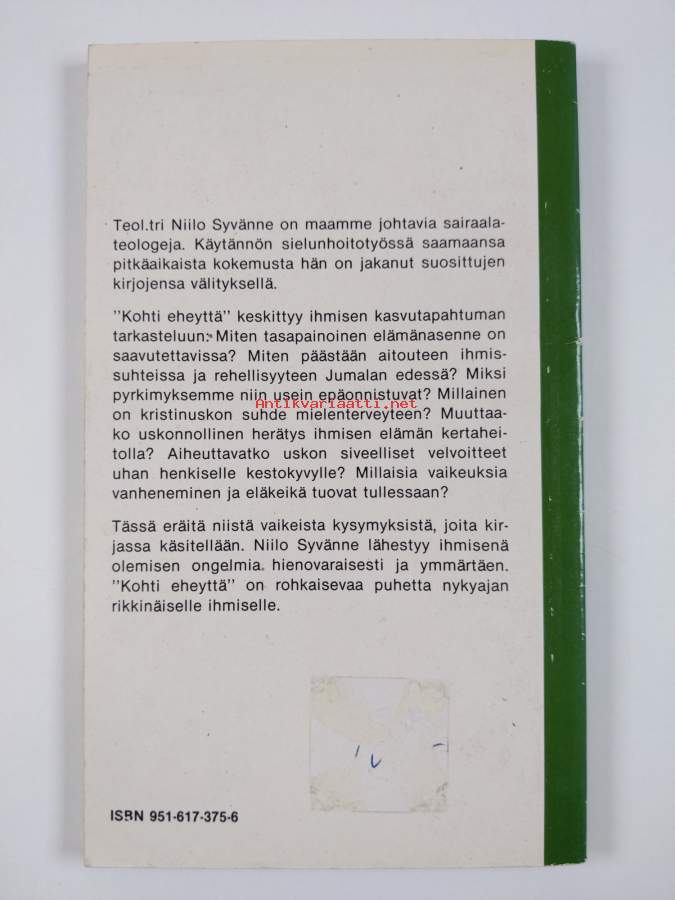 Teol.tri Niilo Syvänne on maamme johtavia sairaala-
teologeja. Käytännön sielunhoitotyössä saamaansa
pitkäaikaista kokemusta hän on jakanut suosittujen
kirjojensa välityksellä.
"Kohti eheyttä" keskittyy ihmisen kasvutapahtuman
tarkasteluun: Miten tasapainoinen elämänasenne on
saavutettavissa? Miten päästään aitouteen ihmis-
suhteissa ja rehellisyyteen Jumalan edessä? Miksi
pyrkimyksemme niin usein epäonnistuvat? Millainen
Antikvariaatti.net
on kristinuskon suhde mielenterveyteen? Muuttaa-
ko uskonnollinen herätys ihmisen elämän kertahei-
tolla? Aiheuttavatko uskon siveelliset velvoitteet
uhan henkiselle kestokyvylle? Millaisia vaikeuksia
vanheneminen ja eläkeikä tuovat tullessaan?
Tässä eräitä niistä vaikeista kysymyksistä, joita kir-
jassa käsitellään. Niilo Syvänne lähestyy ihmisenä
olemisen ongelmia hienovaraisesti ja ymmärtäen.
"Kohti eheyttä" on rohkaisevaa puhetta nykyajan
rikkinäiselle ihmiselle.
ISBN 951-617-375-6